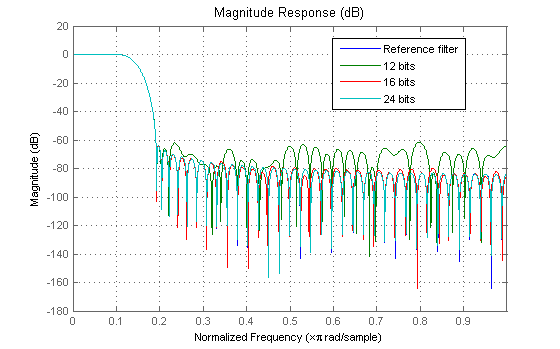 Magnitude Response (dB)
20
0
-20
-40
-60
-80
-100
-120
-140
-160
-180
Magnitude (dB)
Reference filter
12 bits
16 bits
24 bits
0 0.1 0.2 0.3 0.4 0.5 0.6 0.7 0.8 0.9
Normalized Frequency (×π rad/sample)